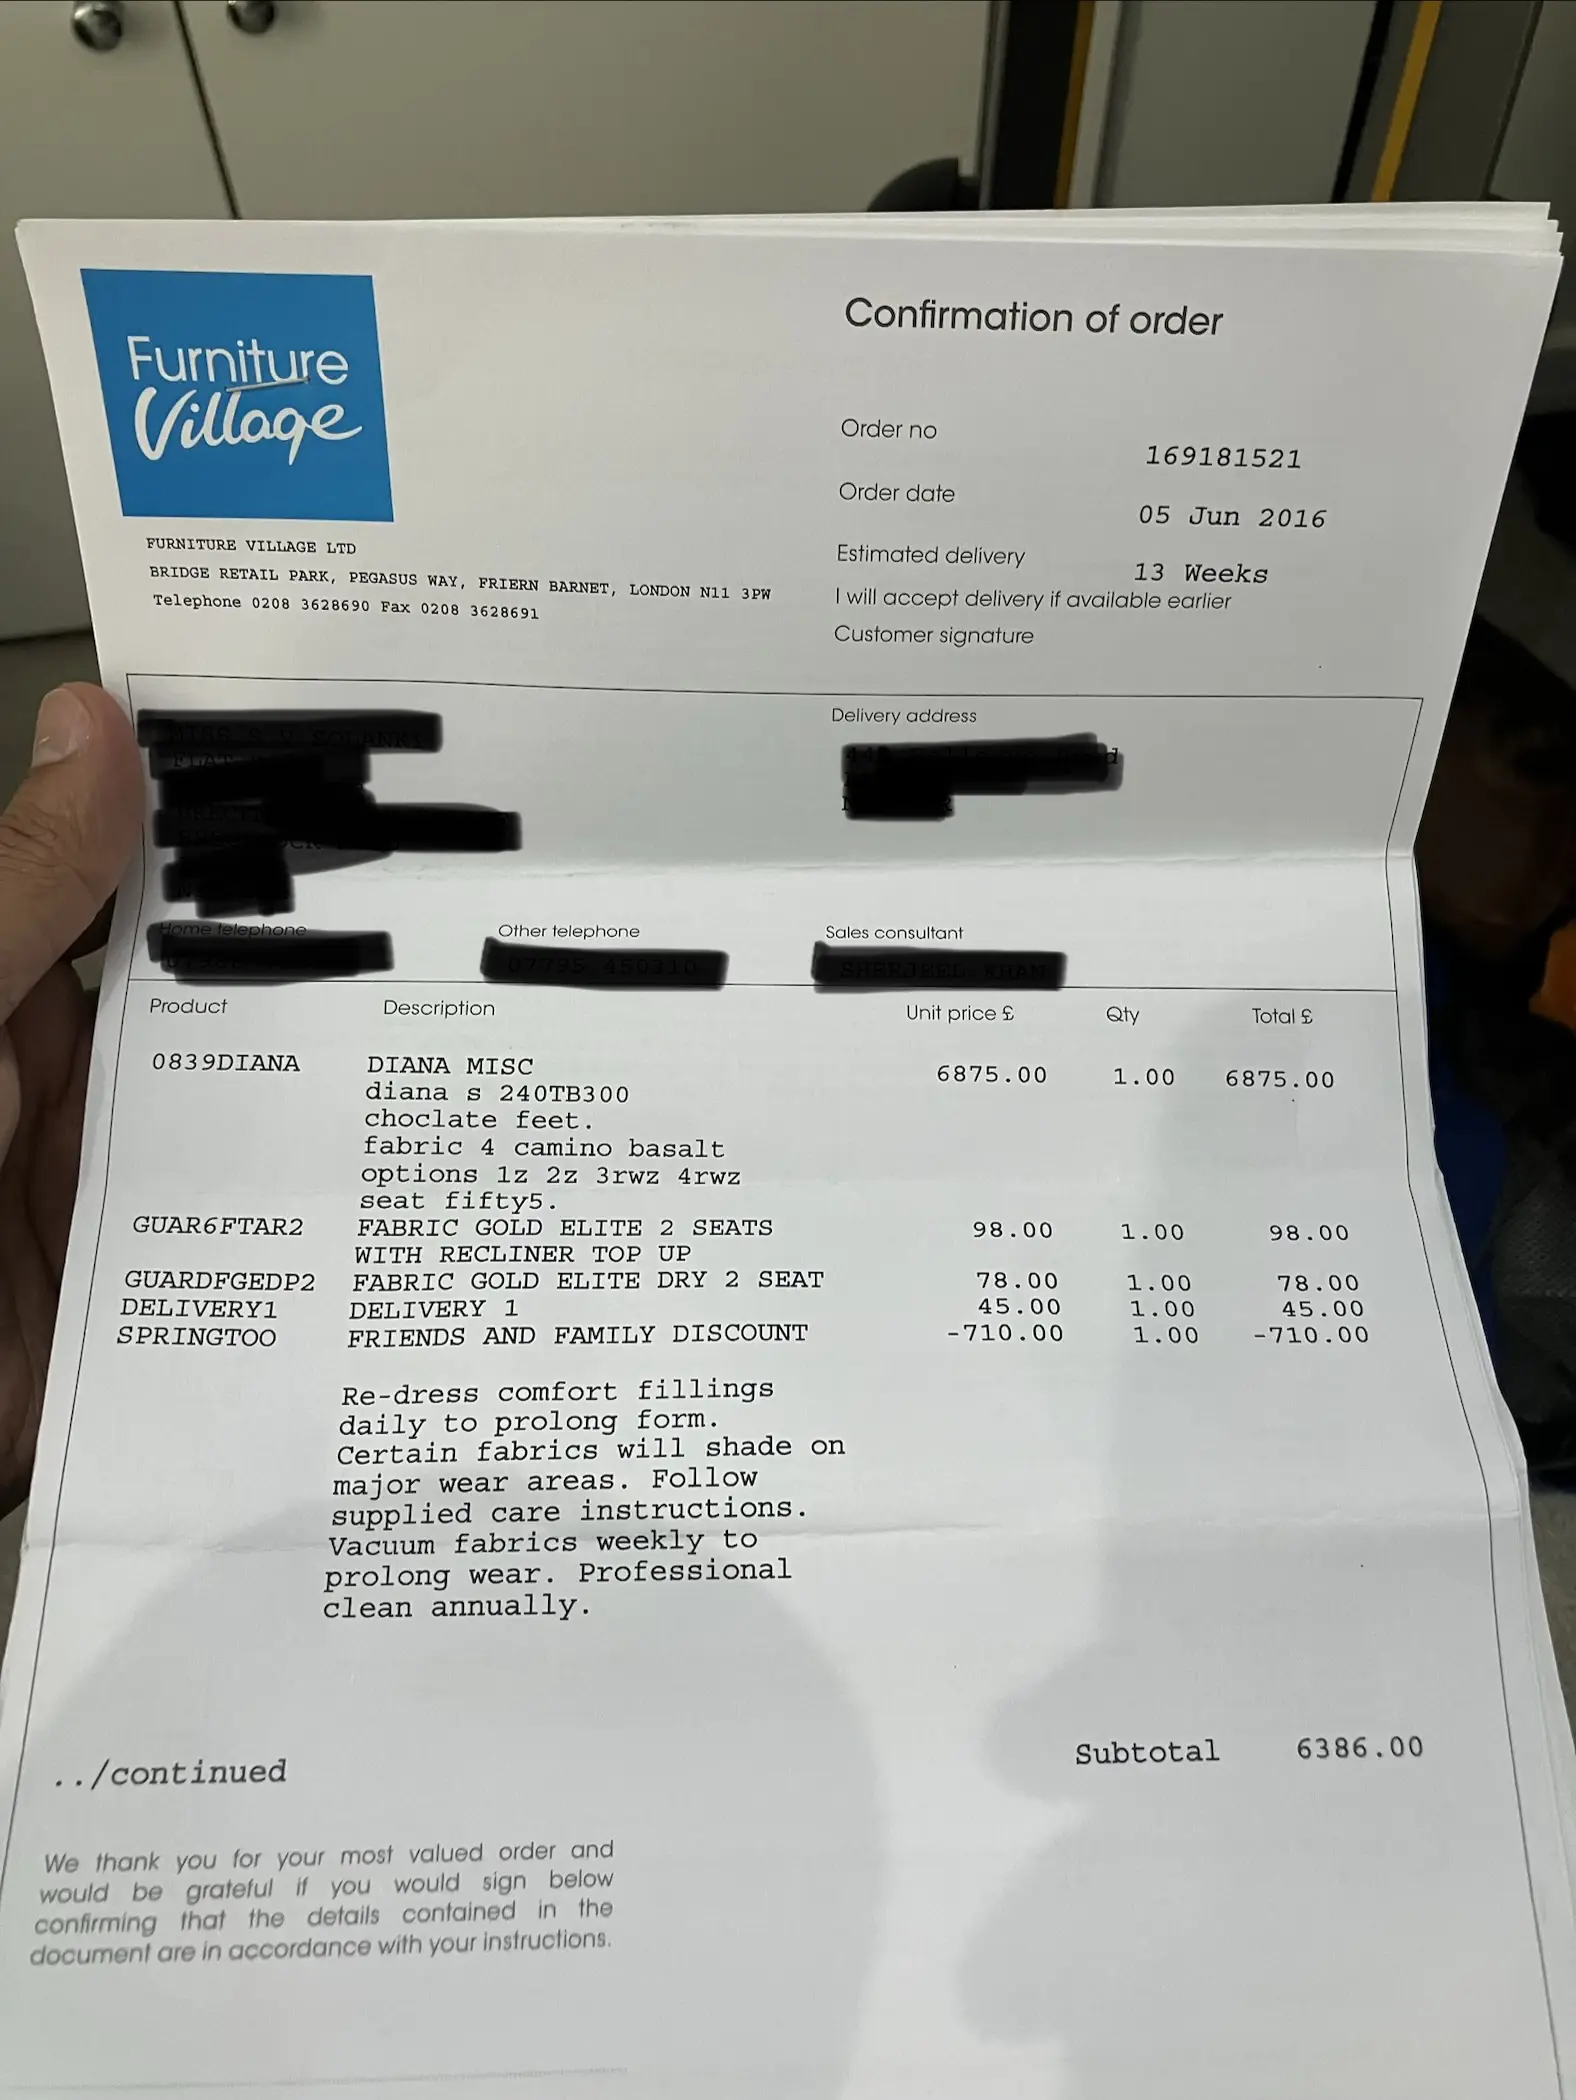 Furniture
Village
Confirmation of order
Order no
169181521
Order date
05 Jun 2016
Estimated delivery
13 Weeks
I will accept delivery if available earlier
Customer signature
FURNITURE VILLAGE LTD
BRIDGE RETAIL PARK, PEGASUS WAY, FRIERN BARNET, LONDON N11 3PW
Telephone 0208 3628690 Fax 0208 3628691
Delivery address
Home telephone
Other telephone
Sales consultant
Product Description Unit price £ Qty Total £
0839DIANA DIANA MISC 6875.00 1.00 6875.00
diana s 240TB300
choclate feet.
fabric 4 camino basalt
options 1z 2z 3rwz 4rwz
seat fifty5.
GUAR6FTAR2 FABRIC GOLD ELITE 2 SEATS 98.00 1.00 98.00
WITH RECLINER TOP UP
GUARDFGEDP2 FABRIC GOLD ELITE DRY 2 SEAT 78.00 1.00 78.00
DELIVERY1 DELIVERY 1 45.00 1.00 45.00
SPRINGTOO FRIENDS AND FAMILY DISCOUNT -710.00 1.00 -710.00
Re-dress comfort fillings
daily to prolong form.
Certain fabrics will shade on
major wear areas. Follow
supplied care instructions.
Vacuum fabrics weekly to
prolong wear. Professional
clean annually.
../continued
Subtotal 6386.00
We thank you for your most valued order and
would be grateful if you would sign below
confirming that the details contained in the
document are in accordance with your instructions.